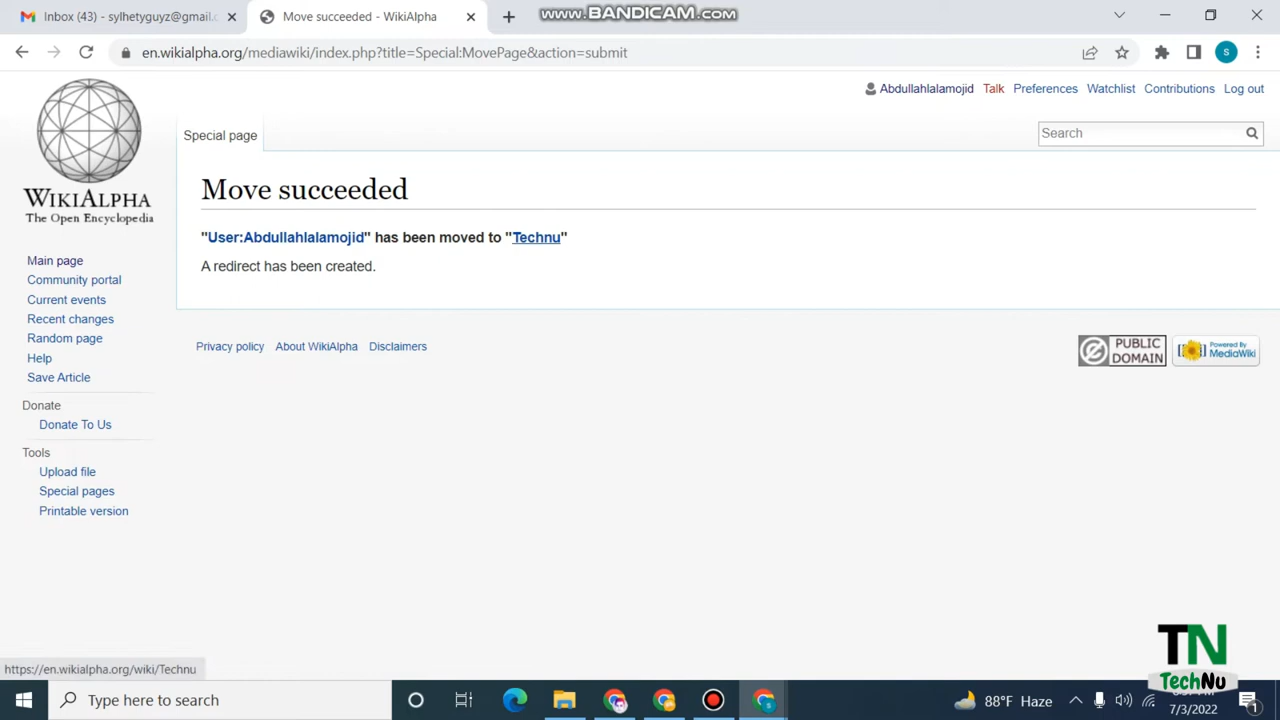 Inbox (43) - sylhetyguyz@gmail.c
Move succeeded - WikiAlpha
www.BANDICAM.com
en.wikialpha.org/mediawiki/index.php?title=Special:MovePage&action=submit
S
Abdullahlalamojid Talk Preferences Watchlist Contributions Log out
Special page
Search
WIKIALPHA
The Open Encyclopedia
Move succeeded
"User:Abdullahlalamojid" has been moved to "Technu"
A redirect has been created.
Main page
Community portal
Current events
Recent changes
Random page
Help
Save Article
Donate
Donate To Us
Tools
Upload file
Special pages
Printable version
Privacy policy About WikiAlpha Disclaimers
PUBLIC
DOMAIN
Powered By
MediaWiki
https://en.wikialpha.org/wiki/Technu
TN
TechNu
Type here to search
88°F Haze
7/3/2022
1